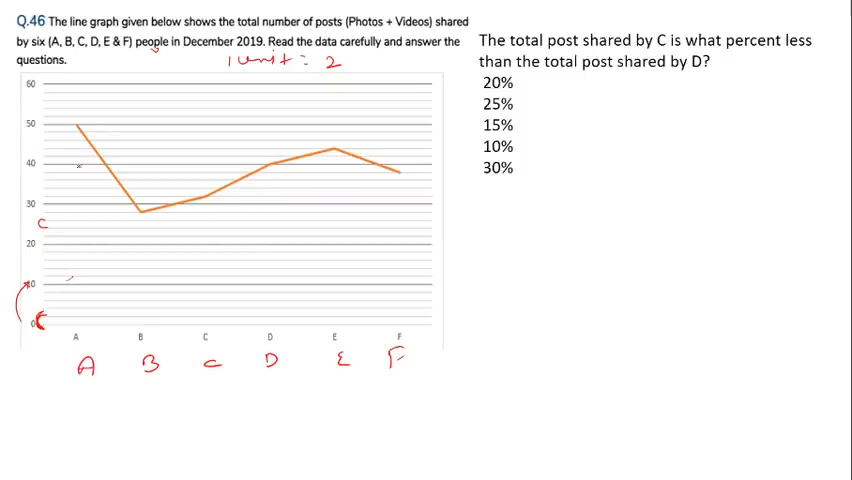 Q.46 The line graph given below shows the total number of posts (Photos + Videos) shared
by six (A, B, C, D, E & F) people in December 2019. Read the data carefully and answer the
questions.
1 unit = 2
The total post shared by C is what percent less
than the total post shared by D?
20%
25%
15%
10%
30%
60
50
40
30
C
20
10
0
A B C D E F
A B C D E F